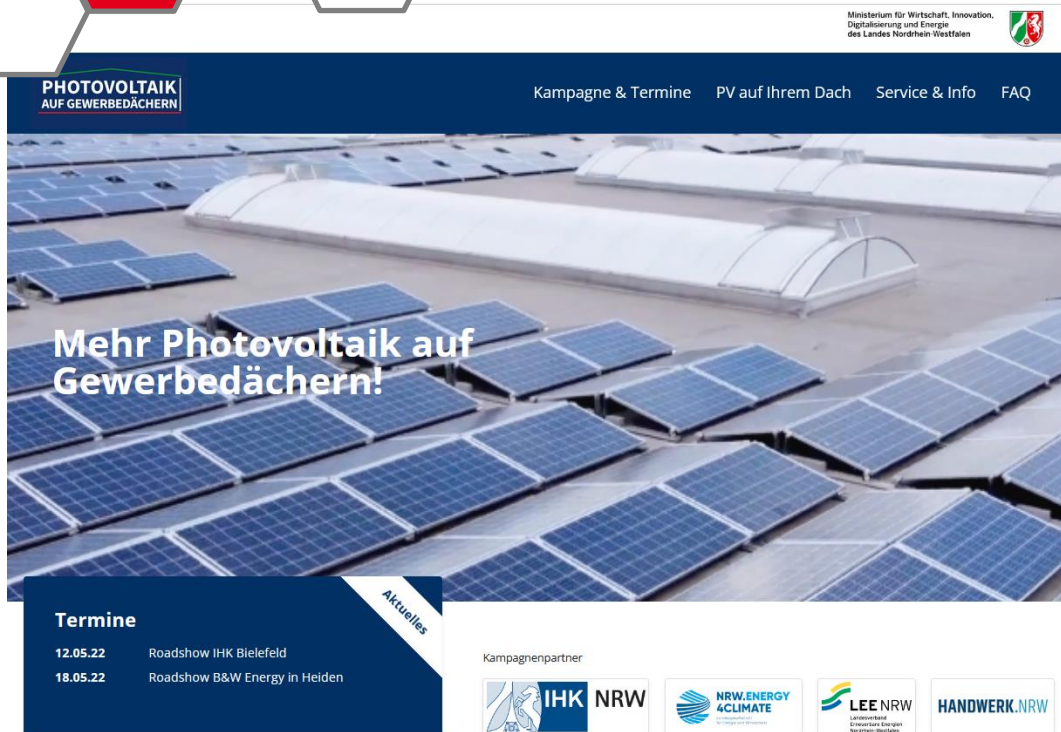 Ministerium für Wirtschaft, Innovation,
Digitalisierung und Energie
des Landes Nordrhein-Westfalen
PHOTOVOLTAIK
AUF GEWERBEDÄCHERN
Kampagne & Termine PV auf Ihrem Dach Service & Info FAQ
Mehr Photovoltaik auf
Gewerbedächern!
Aktuelles
Termine
12.05.22 Roadshow IHK Bielefeld
18.05.22 Roadshow B&W Energy in Heiden
Kampagnenpartner
IHK NRW
NRW.ENERGY
4CLIMATE
LEE NRW
Landesverband
Erneuerbare Energien
Nordrhein-Westfalen
HANDWERK.NRW